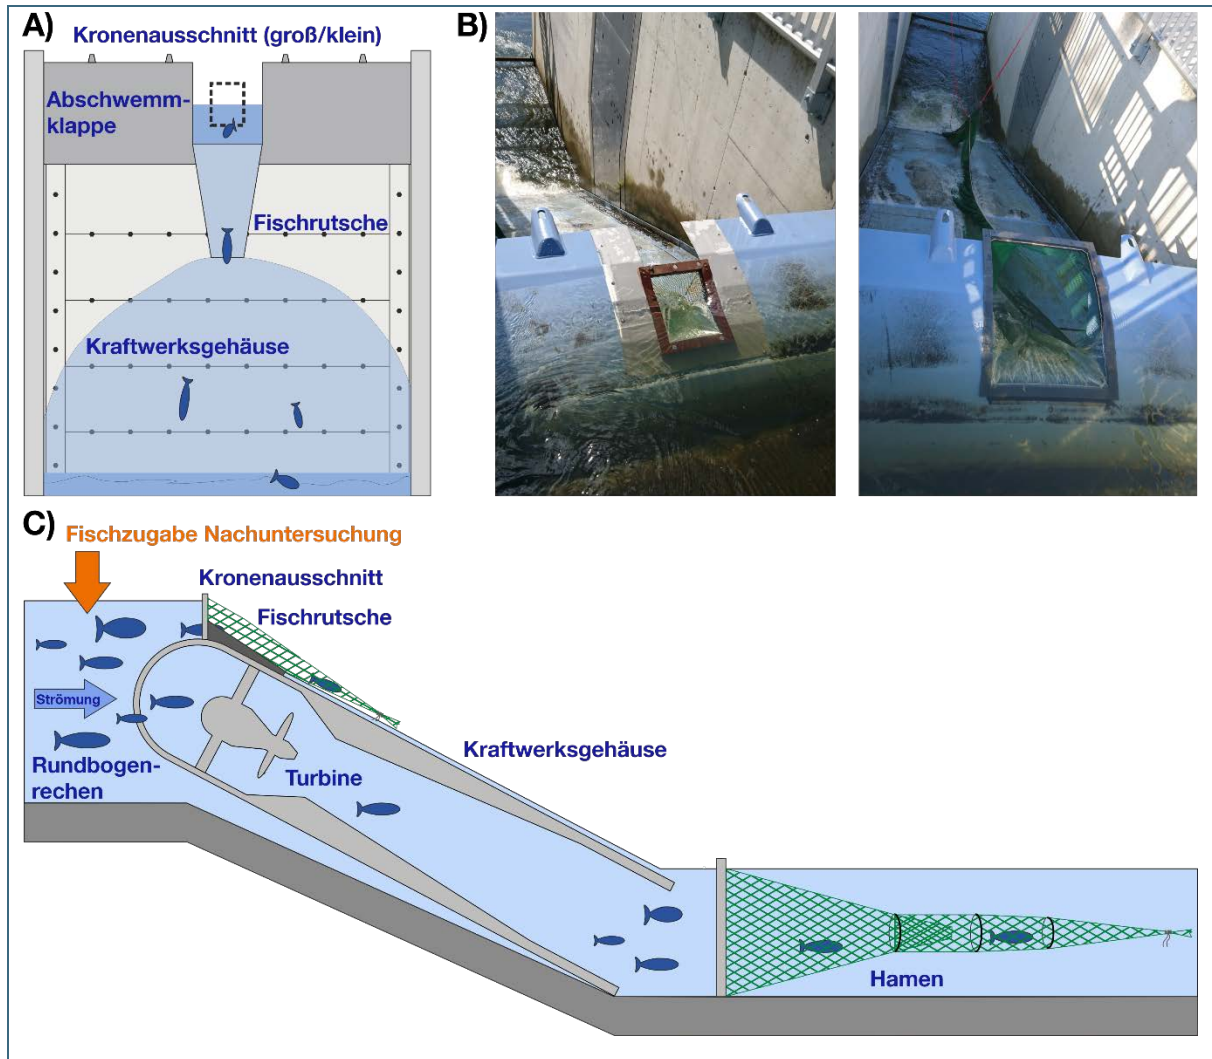 A)
Kronenausschnitt (groß/klein)
Abschwemm-
klappe
Fischrutsche
Kraftwerksgehäuse
B)
C)
Fischzugabe Nachuntersuchung
Kronenausschnitt
Fischrutsche
Strömung
Kraftwerksgehäuse
Rundbogen-
rechen
Turbine
Hamen